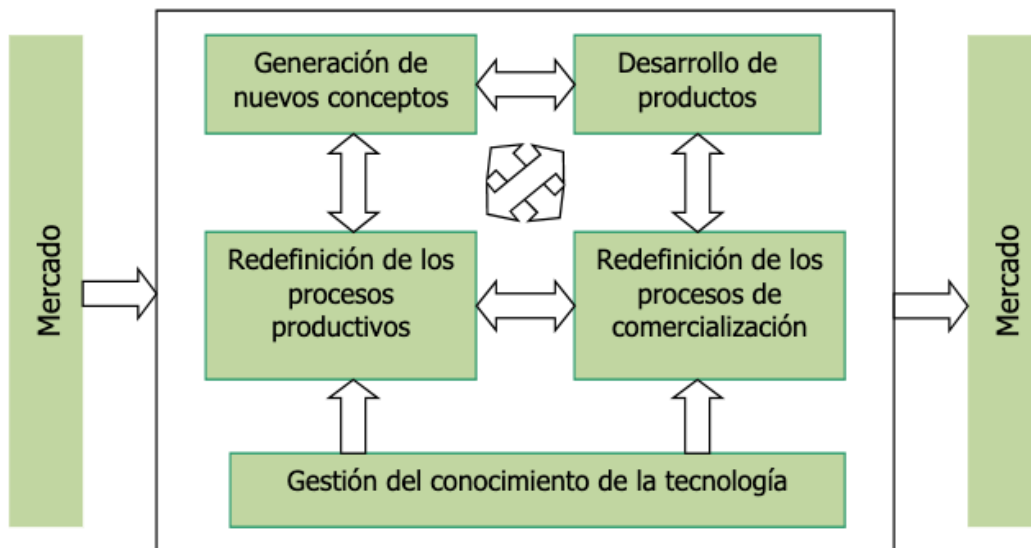 Mercado
Generación de
nuevos conceptos
Desarrollo de
productos
Redefinición de los
procesos
productivos
Redefinición de los
procesos de
comercialización
Gestión del conocimiento de la tecnología
Mercado